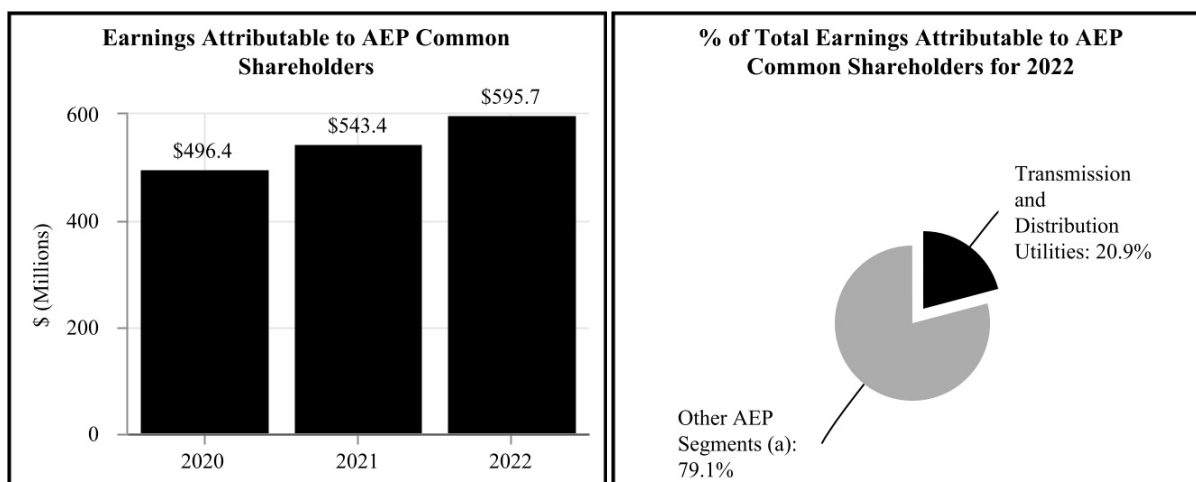 Earnings Attributable to AEP Common
Shareholders
$ (Millions)
600
400
200
0
$496.4
$543.4
$595.7
2020
2021
2022
% of Total Earnings Attributable to AEP
Common Shareholders for 2022
Transmission
and
Distribution
Utilities: 20.9%
Other AEP
Segments (a):
79.1%